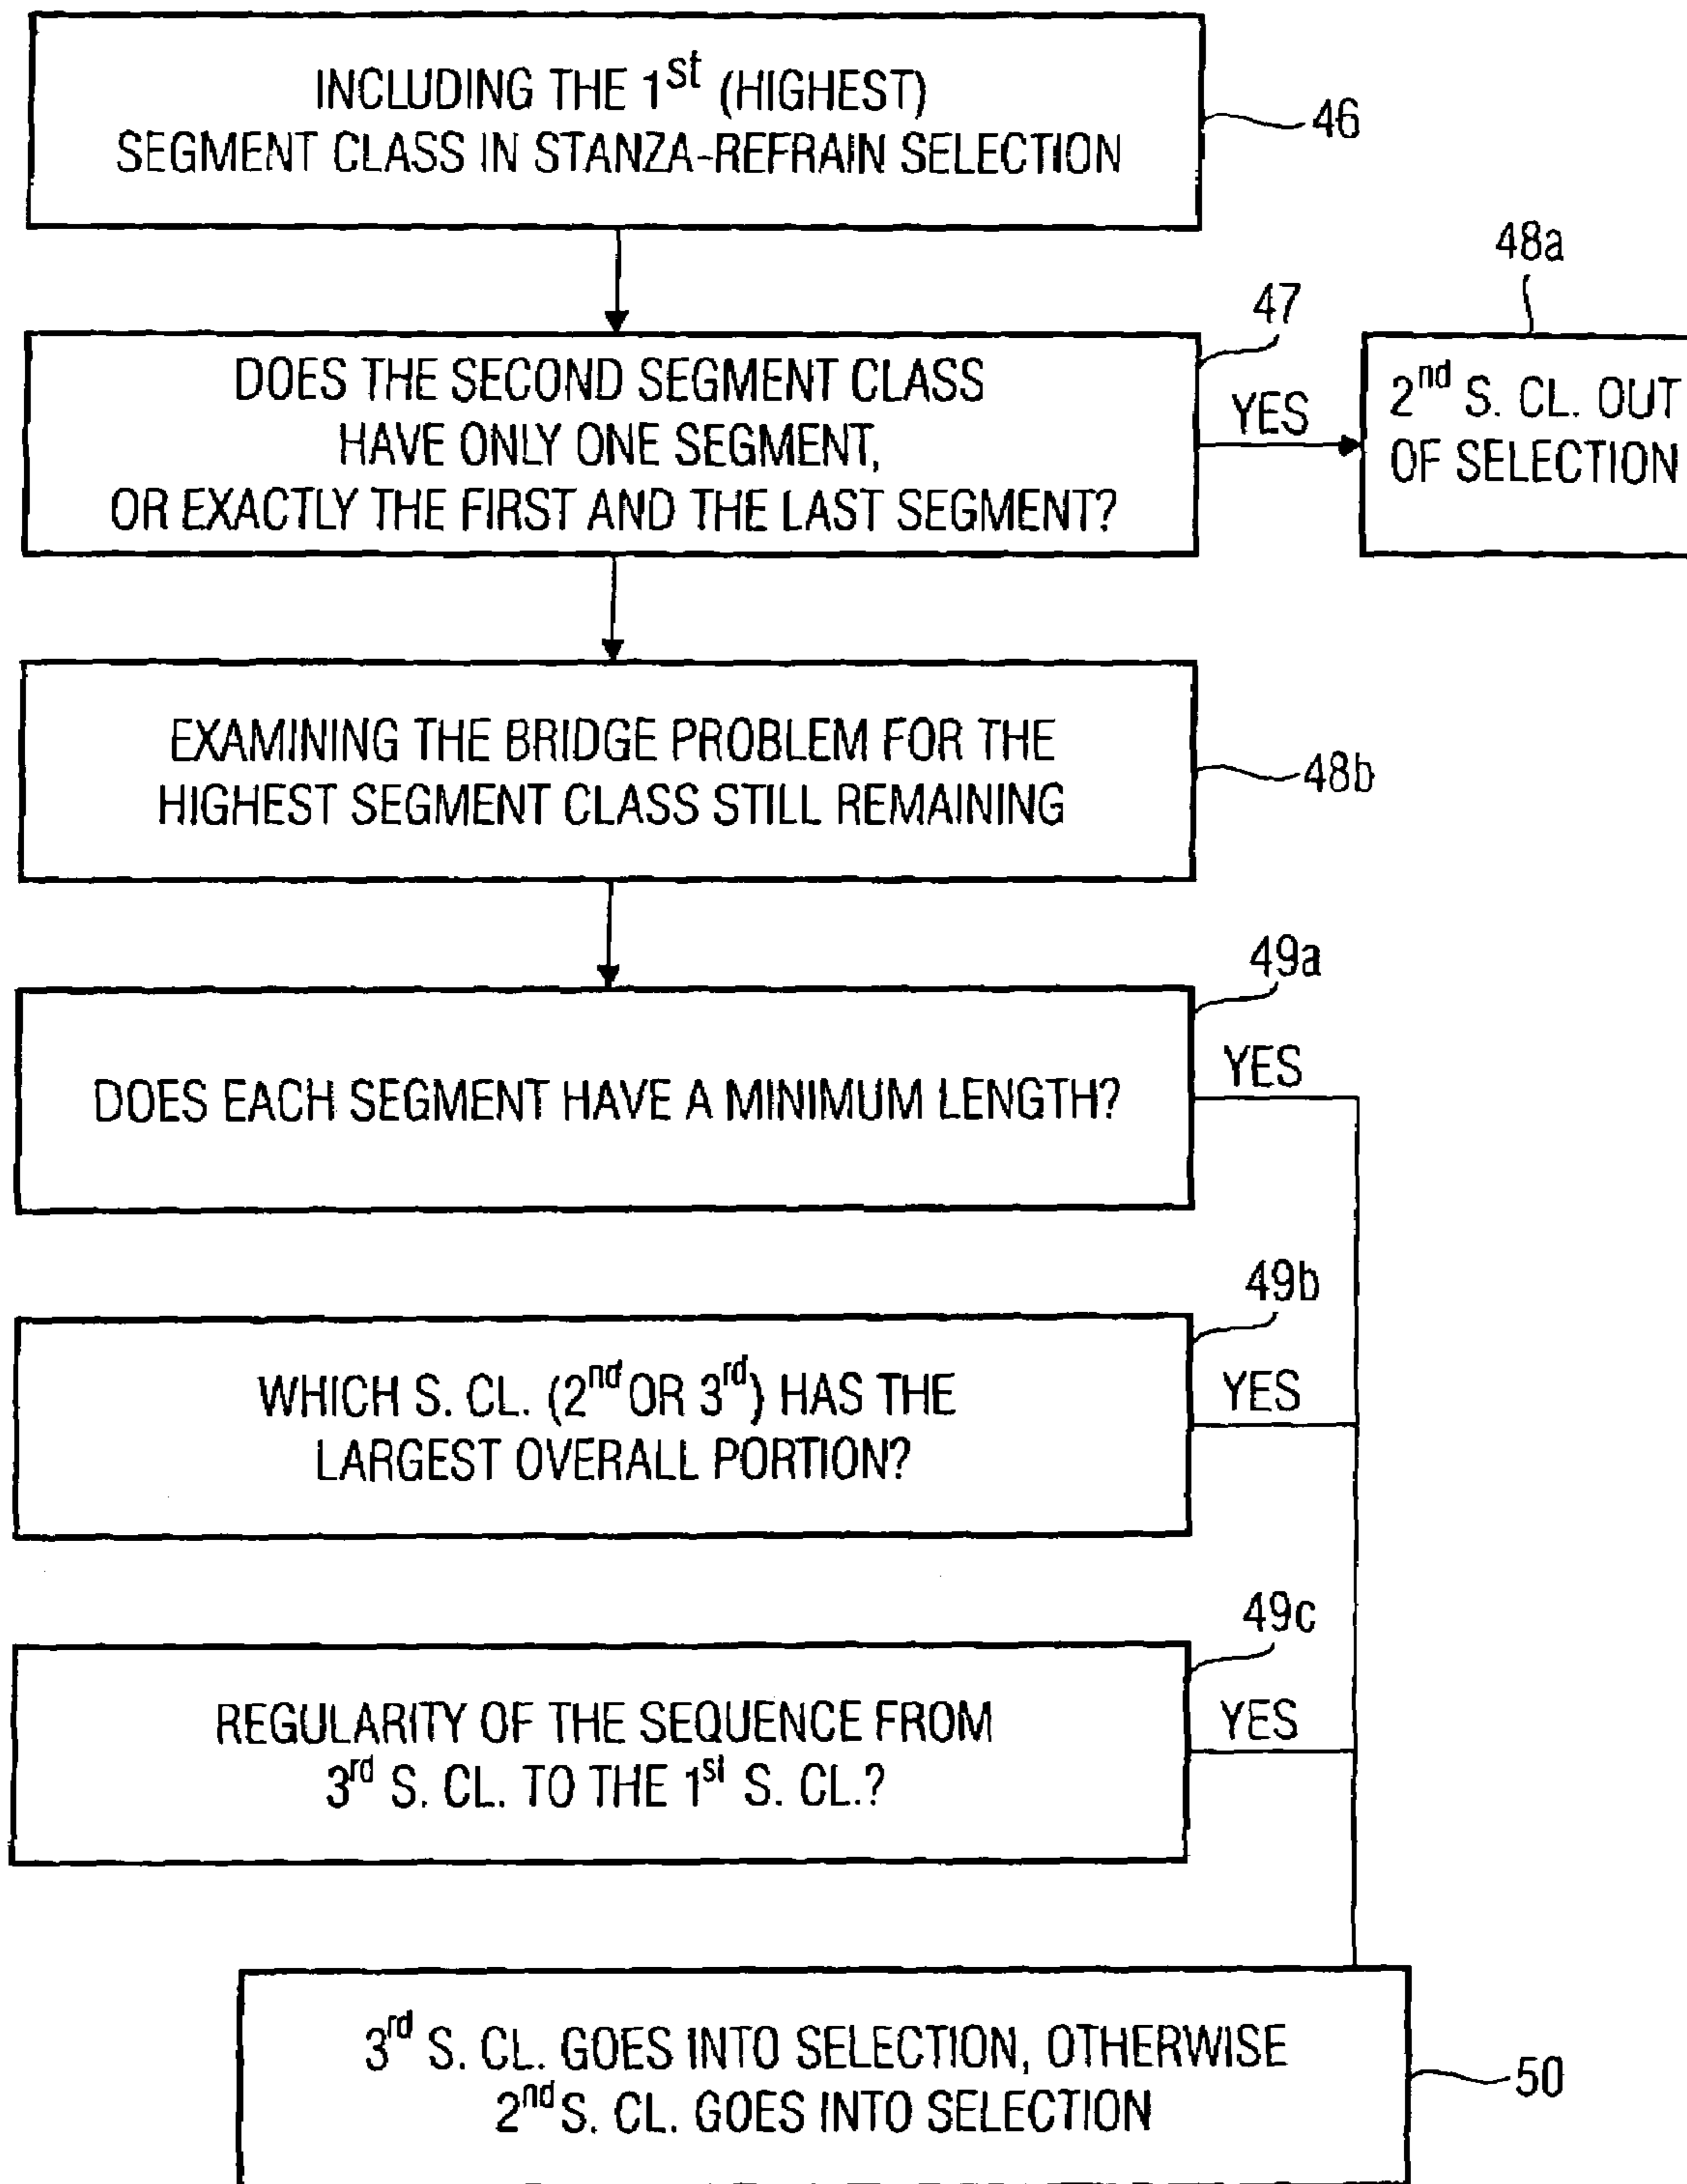 INCLUDING THE 1st (HIGHEST)
SEGMENT CLASS IN STANZA-REFRAIN SELECTION
46
48a
47
DOES THE SECOND SEGMENT CLASS
HAVE ONLY ONE SEGMENT,
OR EXACTLY THE FIRST AND THE LAST SEGMENT?
YES
2nd S. CL. OUT
OF SELECTION
EXAMINING THE BRIDGE PROBLEM FOR THE
HIGHEST SEGMENT CLASS STILL REMAINING
48b
49a
DOES EACH SEGMENT HAVE A MINIMUM LENGTH?
YES
49b
WHICH S. CL. (2nd OR 3rd) HAS THE
LARGEST OVERALL PORTION?
YES
49c
REGULARITY OF THE SEQUENCE FROM
3rd S. CL. TO THE 1st S. CL.?
YES
3rd S. CL. GOES INTO SELECTION, OTHERWISE
2nd S. CL. GOES INTO SELECTION
50